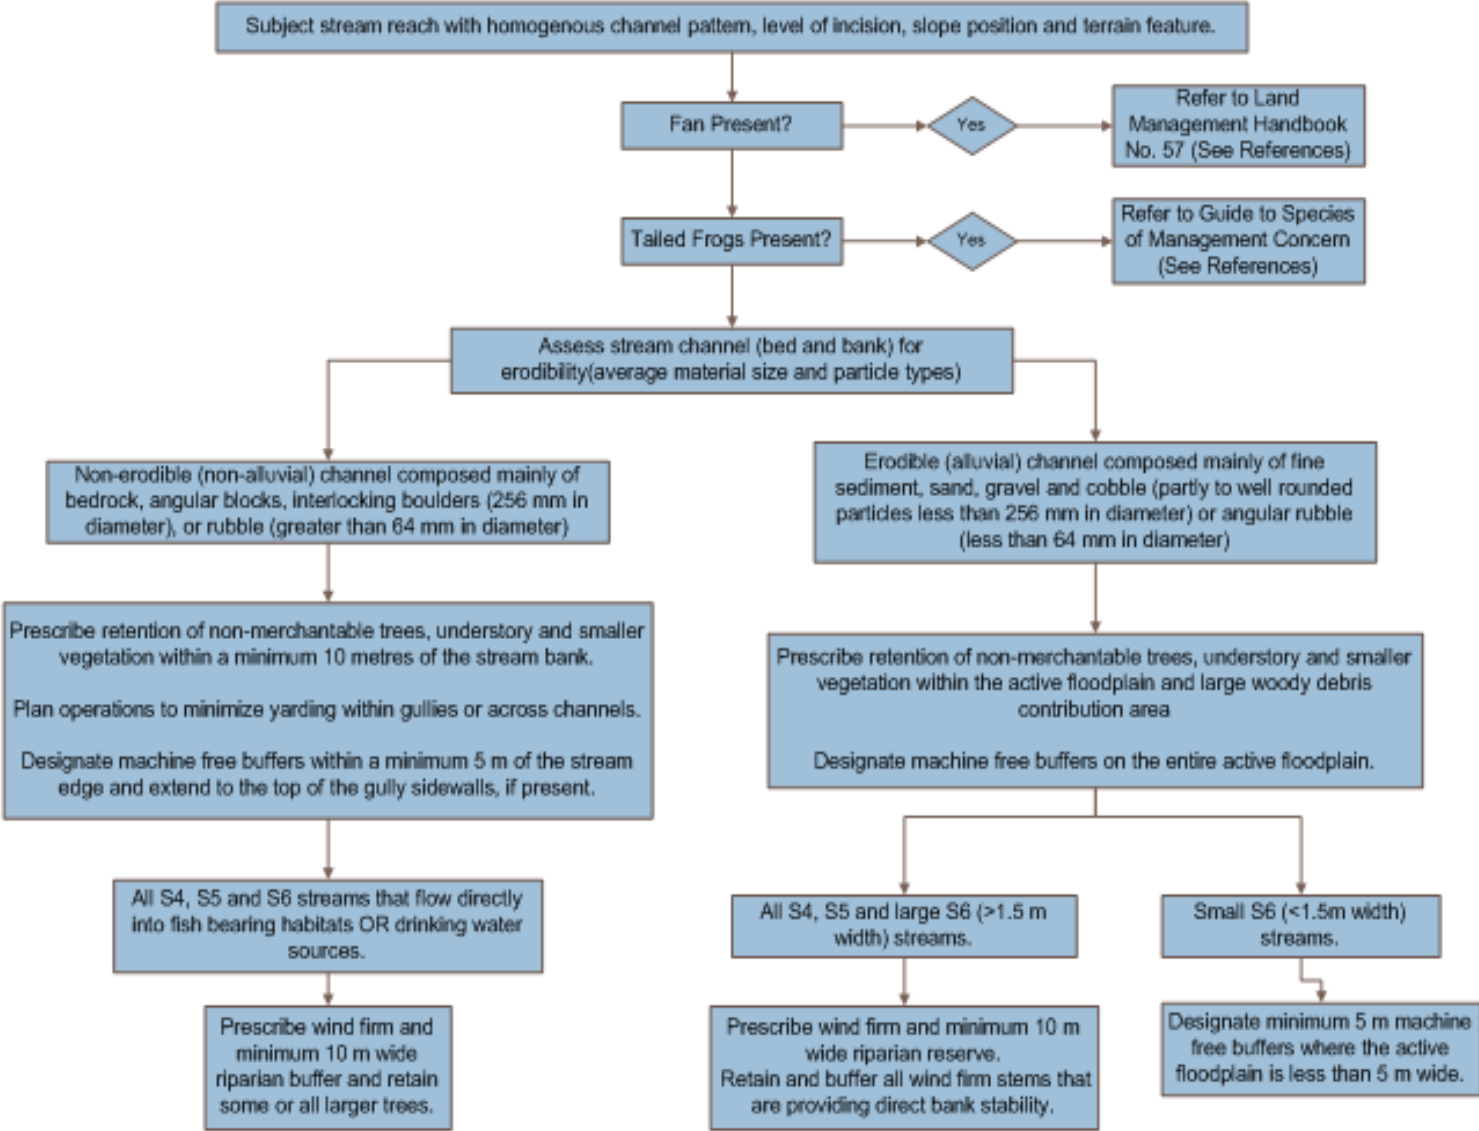 Subject stream reach with homogenous channel pattern, level of incision, slope position and terrain feature.
Fan Present?
Yes
Refer to Land
Management Handbook
No. 57 (See References)
Tailed Frogs Present?
Yes
Refer to Guide to Species
of Management Concern
(See References)
Assess stream channel (bed and bank) for
erodibility(average material size and particle types)
Non-erodible (non-alluvial) channel composed mainly of
bedrock, angular blocks, interlocking boulders (256 mm in
diameter), or rubble (greater than 64 mm in diameter)
Erodible (alluvial) channel composed mainly of fine
sediment, sand, gravel and cobble (partly to well rounded
particles less than 256 mm in diameter) or angular rubble
(less than 64 mm in diameter)
Prescribe retention of non-merchantable trees, understory and smaller
vegetation within a minimum 10 metres of the stream bank.
Plan operations to minimize yarding within gullies or across channels.
Designate machine free buffers within a minimum 5 m of the stream
edge and extend to the top of the gully sidewalls, if present.
Prescribe retention of non-merchantable trees, understory and smaller
vegetation within the active floodplain and large woody debris
contribution area
Designate machine free buffers on the entire active floodplain.
All S4, S5 and S6 streams that flow directly
into fish bearing habitats OR drinking water
sources.
All S4, S5 and large S6 (>1.5 m
width) streams.
Small S6 (<1.5m width)
streams.
Prescribe wind firm and
minimum 10 m wide
riparian buffer and retain
some or all larger trees.
Prescribe wind firm and minimum 10 m
wide riparian reserve.
Retain and buffer all wind firm stems that
are providing direct bank stability.
Designate minimum 5 m machine
free buffers where the active
floodplain is less than 5 m wide.